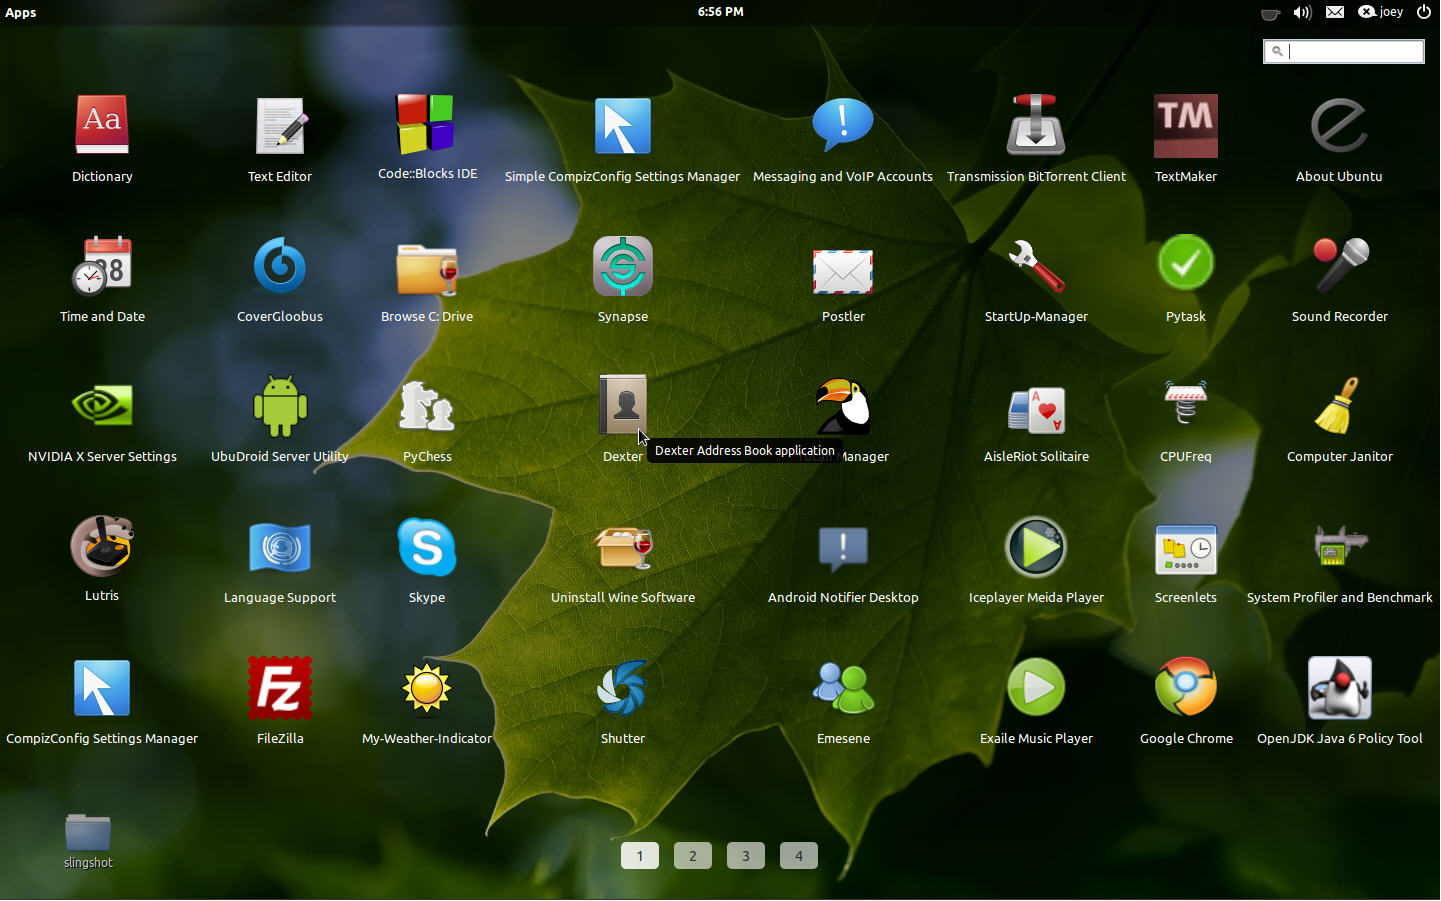 Apps
6:56 PM
joey
Aa
TM
Dictionary
Text Editor
Code::Blocks IDE
Simple CompizConfig Settings Manager
Messaging and VoIP Accounts
Transmission BitTorrent Client
TextMaker
About Ubuntu
Time and Date
CoverGloobus
Browse C: Drive
Synapse
Postler
StartUp-Manager
Pytask
Sound Recorder
A
NVIDIA X Server Settings
UbuDroid Server Utility
PyChess
Dexter
Dexter Address Book application
Manager
AisleRiot Solitaire
CPUFreq
Computer Janitor
S
Lutris
Language Support
Skype
Uninstall Wine Software
Android Notifier Desktop
Iceplayer Meida Player
Screenlets
System Profiler and Benchmark
Fz
CompizConfig Settings Manager
FileZilla
My-Weather-Indicator
Shutter
Emesene
Exaile Music Player
Google Chrome
OpenJDK Java 6 Policy Tool
slingshot
1
2
3
4